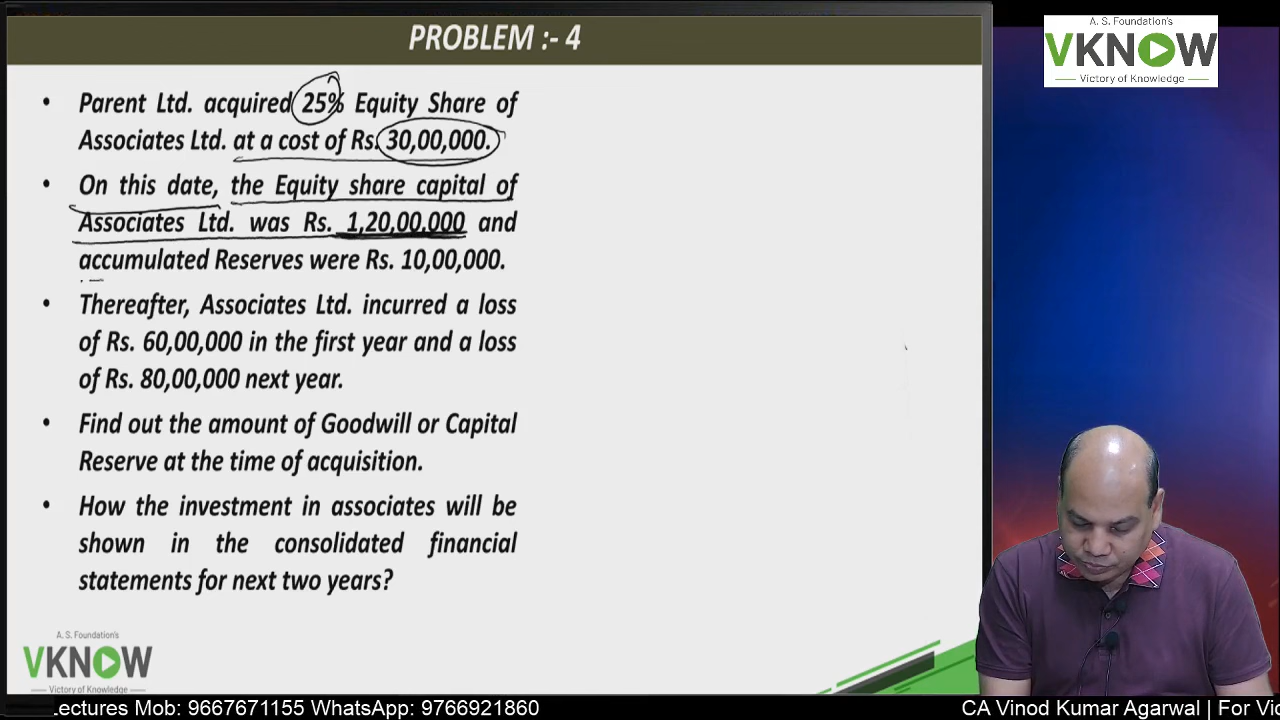 PROBLEM :- 4
A. S. Foundation's
VKNOW
Victory of Knowledge
• Parent Ltd. acquired 25% Equity Share of
Associates Ltd. at a cost of Rs. 30,00,000.
• On this date, the Equity share capital of
Associates Ltd. was Rs. 1,20,00,000 and
accumulated Reserves were Rs. 10,00,000.
• Thereafter, Associates Ltd. incurred a loss
of Rs. 60,00,000 in the first year and a loss
of Rs. 80,00,000 next year.
• Find out the amount of Goodwill or Capital
Reserve at the time of acquisition.
• How the investment in associates will be
shown in the consolidated financial
statements for next two years?
A. S. Foundation's
VKNOW
Victory of Knowledge
Lectures Mob: 9667671155 WhatsApp: 9766921860
CA Vinod Kumar Agarwal | For